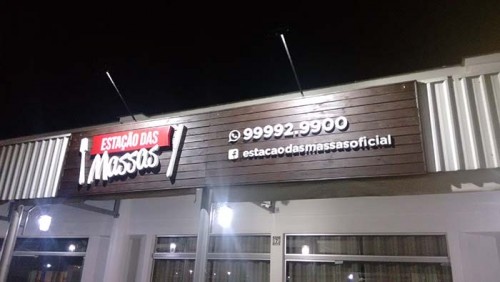 ESTAÇÃO DAS
Massas
99992.9900
estacaodasmassasoficial